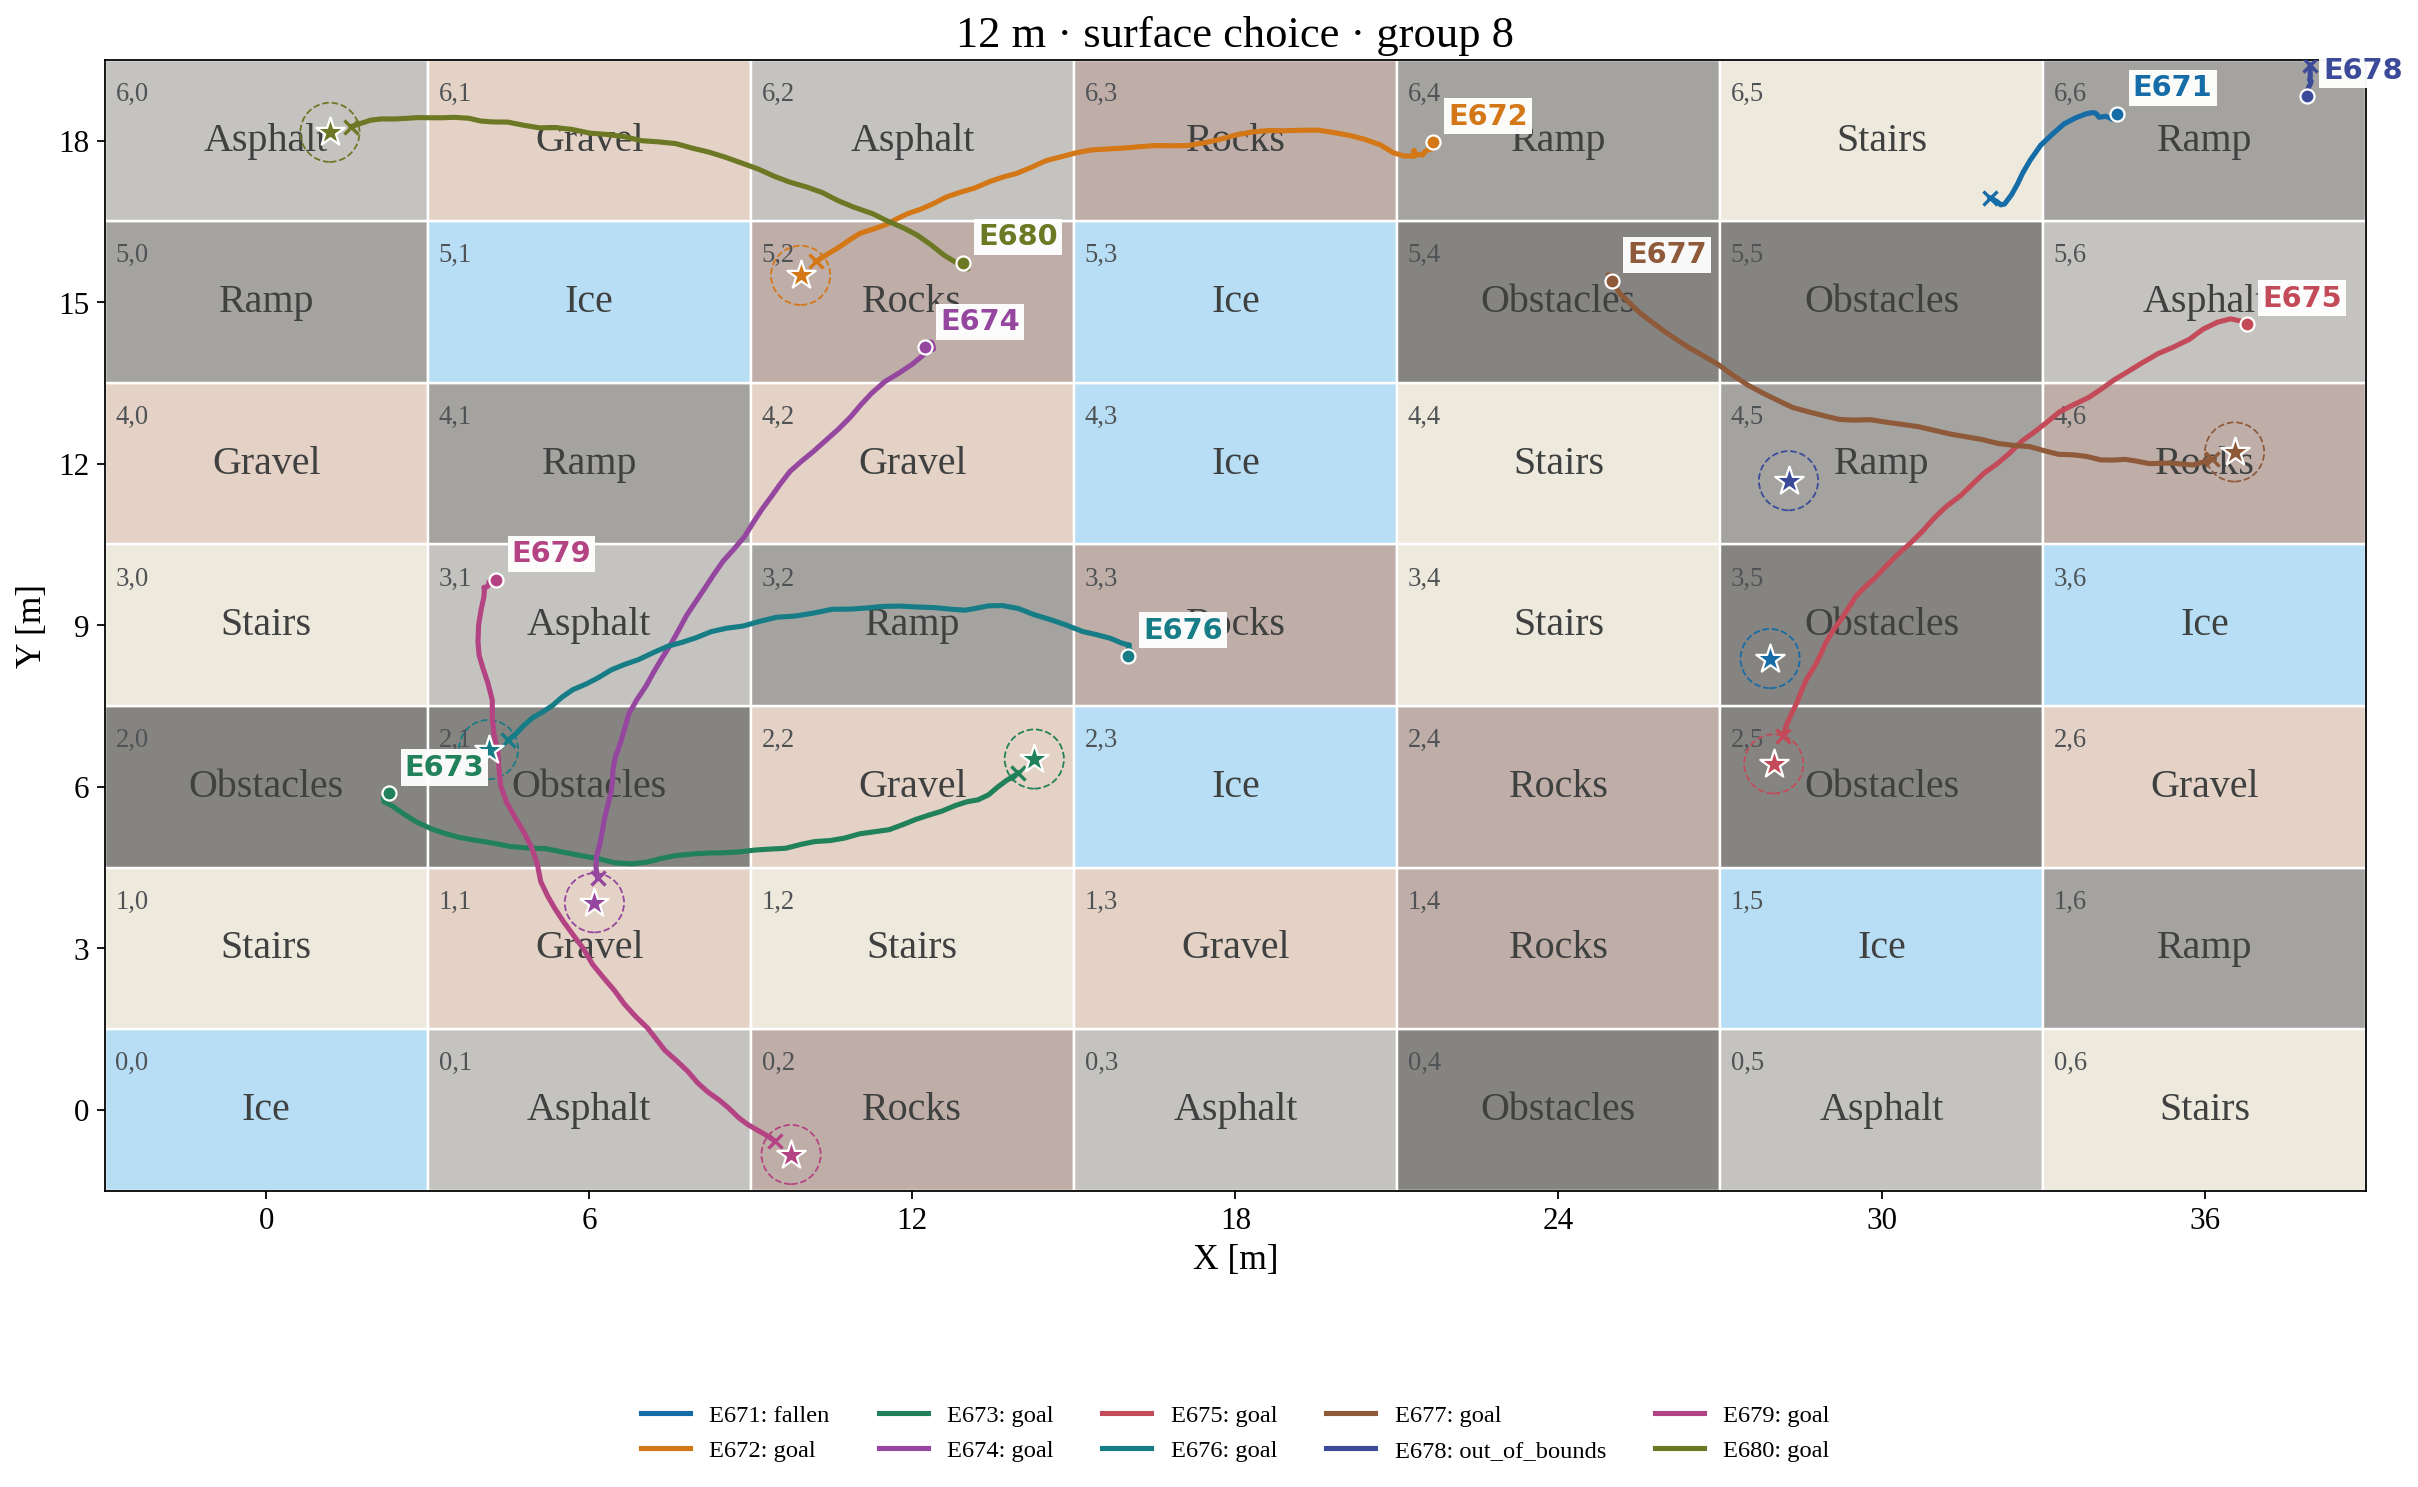 12 m · surface choice · group 8
E678
6,0
6,1
6,2
6,3
6,4
6,5
6,6
E671
E672
Asphalt
Gravel
Asphalt
Rocks
Ramp
Stairs
Ramp
18
5,0
5,1
5,2
5,3
5,4
5,5
5,6
E680
E677
Ramp
Ice
Rocks
Ice
Obstacles
Obstacles
Asphalt
E675
15
E674
4,0
4,1
4,2
4,3
4,4
4,5
4,6
Gravel
Ramp
Gravel
Ice
Stairs
Ramp
Rocks
12
E679
3,0
3,1
3,2
3,3
3,4
3,5
3,6
Stairs
Asphalt
Ramp
Rocks
Stairs
Obstacles
Ice
E676
9
Y [m]
2,0
2,1
2,2
2,3
2,4
2,5
2,6
E673
Obstacles
Obstacles
Gravel
Ice
Rocks
Obstacles
Gravel
6
1,0
1,1
1,2
1,3
1,4
1,5
1,6
Stairs
Gravel
Stairs
Gravel
Rocks
Ice
Ramp
3
0,0
0,1
0,2
0,3
0,4
0,5
0,6
Ice
Asphalt
Rocks
Asphalt
Obstacles
Asphalt
Stairs
0
0
6
12
18
24
30
36
X [m]
E671: fallen
E672: goal
E673: goal
E674: goal
E675: goal
E676: goal
E677: goal
E678: out_of_bounds
E679: goal
E680: goal